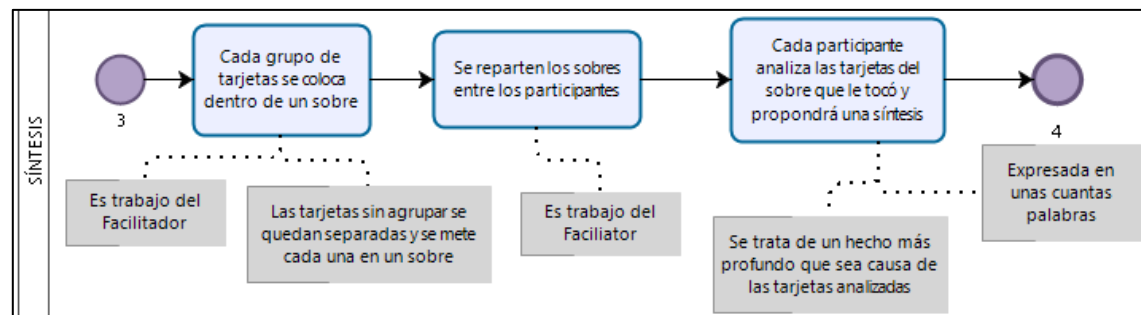 SÍNTESIS
3
Cada grupo de
tarjetas se coloca
dentro de un sobre
Se reparten los sobres
entre los participantes
Cada participante
analiza las tarjetas del
sobre que le tocó y
propondrá una síntesis
4
Es trabajo del
Facilitador
Las tarjetas sin agrupar se
quedan separadas y se mete
cada una en un sobre
Es trabajo del
Faciliator
Se trata de un hecho más
profundo que sea causa de
las tarjetas analizadas
Expresada en
unas cuantas
palabras